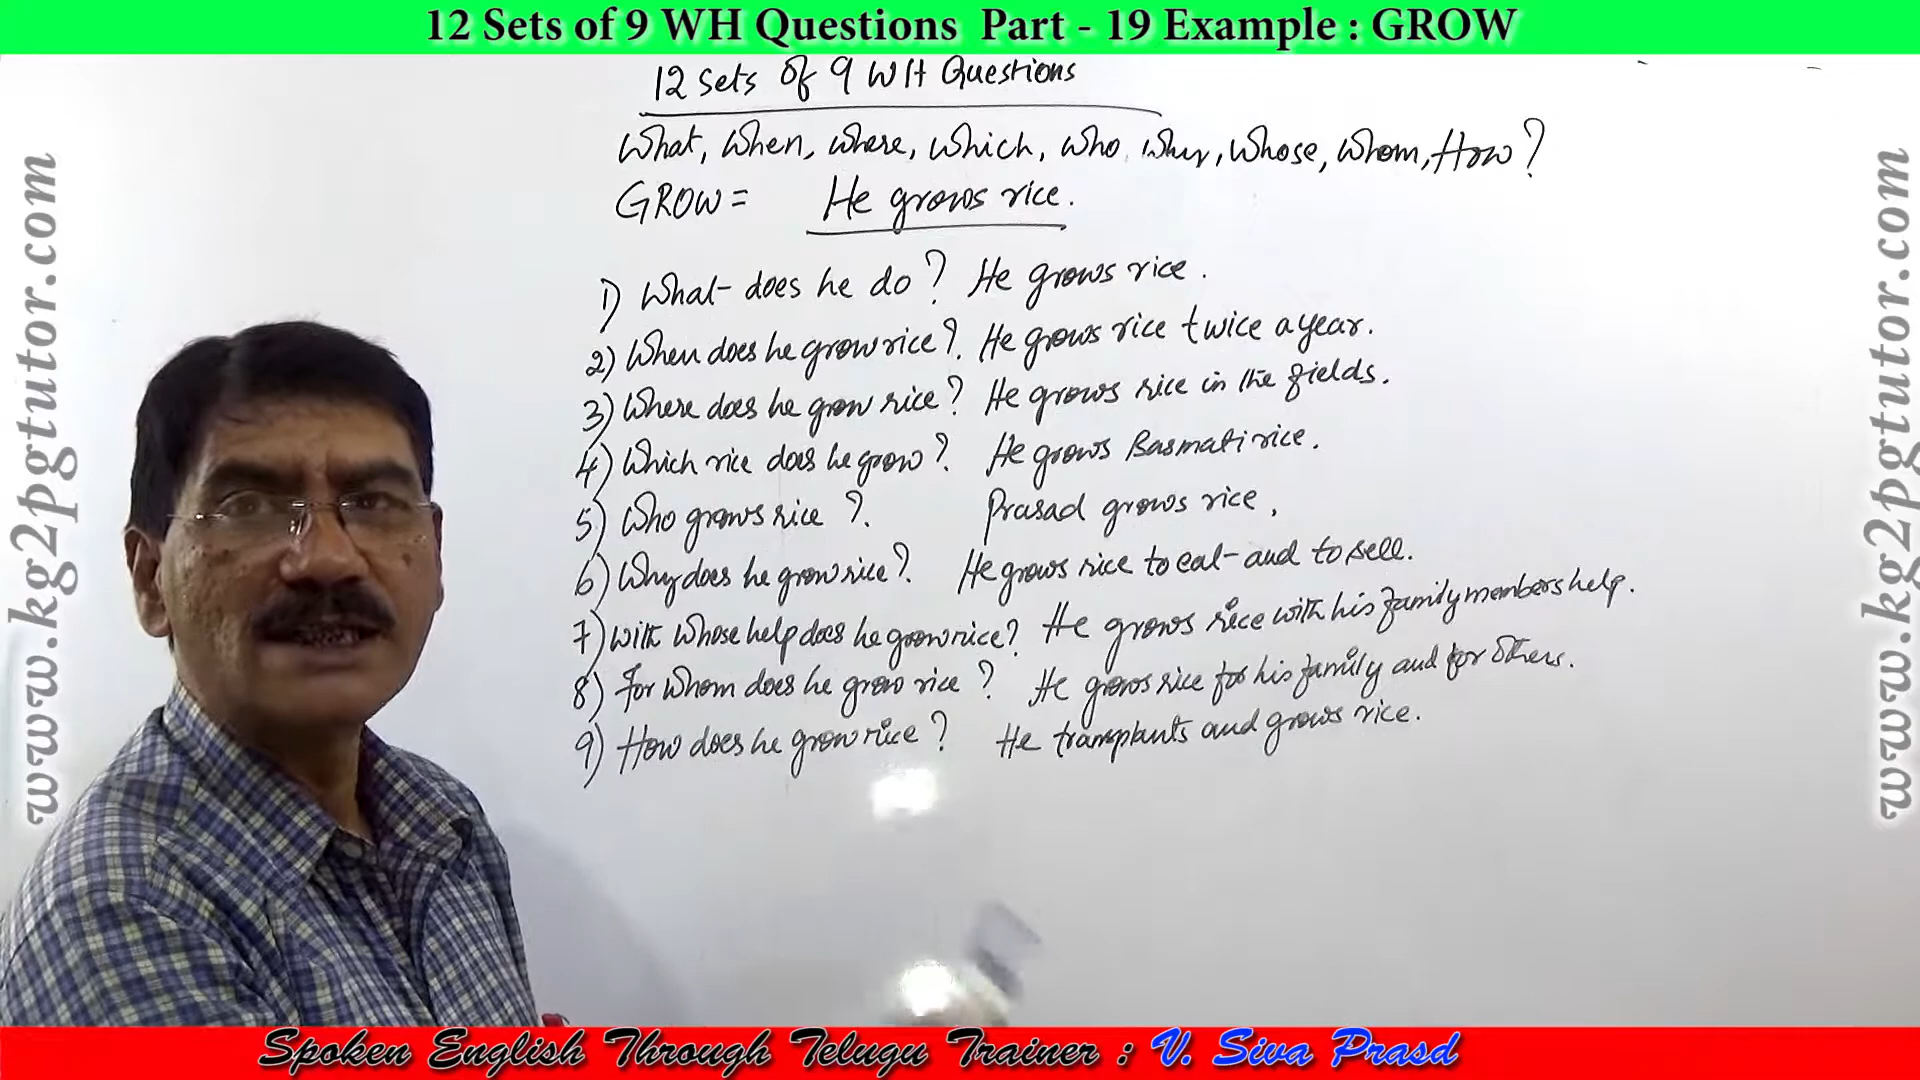 12 Sets of 9 WH Questions Part - 19 Example : GROW
12 Sets Of 9 WH Questions
What, When, Where, Which, Who, Why, Whose, Whom, How?
GROW = He grows rice.
1) What does he do? He grows rice.
2) When does he grow rice? He grows rice twice a year.
3) Where does he grow rice? He grows rice in the fields.
4) Which rice does he grow? He grows Basmati rice.
5) Who grows rice? Prasad grows rice.
6) Why does he grow rice? He grows rice to eat and to sell.
7) With whose help does he grow rice? He grows rice with his family members help.
8) For whom does he grow rice? He grows rice for his family and for others.
9) How does he grow rice? He transplants and grows rice.
www.kg2pgtutor.com
www.kg2pgtutor.com
Spoken English Through Telugu Trainer : V. Siva Prasd